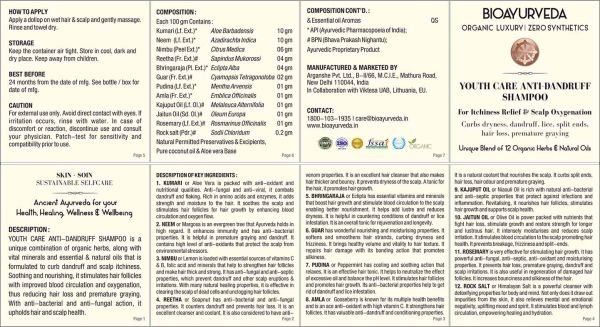 HOW TO APPLY
Apply a dollop on wet hair & scalp and gently massage.
Rinse and towel dry.
STORAGE
Keep the container air tight. Store in cool, dark and
dry place. Keep away from children.
BEST BEFORE
24 months from the date of mfg. See bottle / box for
date of mfg.
CAUTION
For external use only. Avoid direct contact with eyes. If
irritation occurs, rinse with water. In case of
discomfort or reaction, discontinue use and consult
your physician. Patch-test for sensitivity and
compatibility prior to use.
Page 5
COMPOSITION :
Each 100 gm Contains :
Kumari (Lf. Ext.)* Aloe Barbadensis 10 gm
Neem (Lf. Ext.)* Azadirachta Indica 10 gm
Nimbu (Peel Ext.)* Citrus Medica 06 gm
Reetha (Fr. Ext.)# Sapindus Mukorossi 04 gm
Bhringaraja (Pl. Ext.)* Eclipta Alba 04 gm
Guar (Fr. Ext.)# Cyamopsis Tetragonoloba 02 gm
Pudina (Lf. Ext.)* Mentha Arvensis 01 gm
Amla (Fr. Ext.)* Emblica Officinalis 01 gm
Kajuput Oil (Lf. Ol.)# Melaleuca Alternifolia 01 gm
Jaitun Oil (Sd. Ol.)# Oleum Europa 01 gm
Rosemary (Lf. Ext.)# Rosmarinus Officinalis 01 gm
Rock salt (Pdr.)# Sodii Chloridum 0.2 gm
Natural Permitted Preservatives & Excipients,
Pure coconut oil & Aloe vera Base
Page 6
COMPOSITION CONT'D. :
& Essential oil Aromas QS
* API (Ayurvedic Pharmacopoeia of India);
# BPN (Bhava Prakash Nighantu);
Ayurvedic Proprietary Product
MANUFACTURED & MARKETED BY
Arganshe Pvt. Ltd., B-II/66, M.C.I.E., Mathura Road,
New Delhi 110044, India
In Collaboration with Viktesa UAB, Lithuania, EU.
CONTACT:
1800-103-1935 I care@bioayurveda.in
www.bioayurveda.in
fssai
ORGANIC
Page 7
BIOAYURVEDA
ORGANIC LUXURY | ZERO SYNTHETICS
YOUTH CARE ANTI-DANDRUFF
SHAMPOO
For Itchiness Relief & Scalp Oxygenation
Curbs dryness, dandruff, lice, split ends,
hair loss, premature graying
Unique Blend of 12 Organic Herbs & Natural Oils
SKIN · SOIN
SUSTAINABLE SELFCARE
Ancient Ayurveda for your
Health, Healing, Wellness & Wellbeing
DESCRIPTION :
YOUTH CARE ANTI-DANDRUFF SHAMPOO is a
unique combination of organic herbs, along with
vital minerals and essential & natural oils that is
formulated to curb dandruff and scalp itchiness.
Soothing and nourishing, it stimulates hair follicles
with improved blood circulation and oxygenation,
thus reducing hair loss and premature graying.
With anti-bacterial and anti-fungal action, it
upholds hair and scalp health.
Page 1
DESCRIPTION OF KEY INGREDIENTS :
1. KUMARI or Aloe Vera is packed with anti-oxidant and
nutritional qualities. Anti-fungal and anti-viral, it combats
dandruff and flaking. Rich in amino acids and enzymes, it adds
strength and moisture to the hair. It soothes the scalp and
stimulates hair follicles for hair growth by enhancing blood
circulation and oxygen flow.
2. NEEM or Margosa is an evergreen tree that Ayurveda holds in
high regard. It enhances immunity and has anti-bacterial
properties. It is helpful in premature graying and dandruff. It
contains high level of anti-oxidants that protect the scalp from
environmental stressors.
3. NIMBU or Lemon is loaded with essential sources of vitamins C
& B, folic acid and minerals that help to strengthen hair follicles
and make hair thick and strong. It has anti-fungal and anti-septic
properties, which prevent dandruff and other scalp eruptions and
irritations. With many natural healing properties, it is effective in
clearing the scalp of dead cells and unclogging hair follicles.
4. REETHA or Soapnut has anti-bacterial and anti-fungal
properties, it counters dandruff and prevents hair lice. It is an
excellent cleanser and coolant. It is also considered to have anti-
Page 2
venom properties. It is an excellent hair cleanser that also makes
hair thicker and bouncy. It prevents dryness of the scalp. A tonic for
the hair, it promotes hair growth.
5. BHRINGARAJA or Eclipta has essential vitamins and minerals
that boost hair growth and stimulate blood circulation to the scalp
enabling better nourishment. It helps add lustre and reduces
dryness. It is helpful in countering conditions of dandruff or lice
infestation. It is an overall tonic for rejuvenation and longevity.
6. GUAR has wonderful nourishing and moisturising properties. It
softens and smoothens hair strands, curbing dryness and
frizziness. It brings healthy volume and vitality to hair texture. It
repairs hair damage with its bonding action that promotes
silkiness.
7. PUDINA or Peppermint has cooling and soothing action that
relaxes. It is an effective hair tonic. It helps to neutralize the effect
of excessive oil and balance the pH level. It stimulates hair follicles
and promotes hair growth. Its anti-bacterial properties help to get
rid of dandruff and lice infestation.
8. AMLA or Gooseberry is known for its multiple health benefits
and is an anti-oxidant with high vitamin C. It strengthens hair
follicles. It has valuable anti-dandruff and conditioning properties.
Page 3
It is a natural coolant that nourishes the scalp. It curbs split ends,
hair loss, hair odour and premature graying.
9. KAJUPUT OIL or Niaouli Oil is rich with natural anti-bacterial
and anti-septic properties that protect against infections and
inflammation. Revitalising, it nourishes hair follicles, stimulates
hair growth and supports scalp health.
10. JAITUN OIL or Olive Oil is power packed with nutrients that
fight hair loss, stimulate growth and restore strength for longer
and lustrous hair. It intensely moisturises and reduces scalp
irritation. It stimulates blood circulation to the scalp promoting hair
health. It prevents breakage, frizziness and split-ends.
11. ROSEMARY is very effective for stimulating hair growth. It has
powerful anti-fungal, anti-septic, anti-oxidant and moisturising
properties. It prevents hair loss, premature graying, dandruff and
scalp irritations. It is also useful in regeneration of damaged hair
follicles. It increases bounciness and silkiness of the hair.
12. ROCK SALT or Himalayan Salt is a powerful cleanser with
detoxifying properties for body and mind. Not only does it draw out
impurities from the skin, it also relieves mental and emotional
negativity, uplifting mood and spirit. It stimulates blood and lymph
circulation, empowering healing and hydration.
Page 4